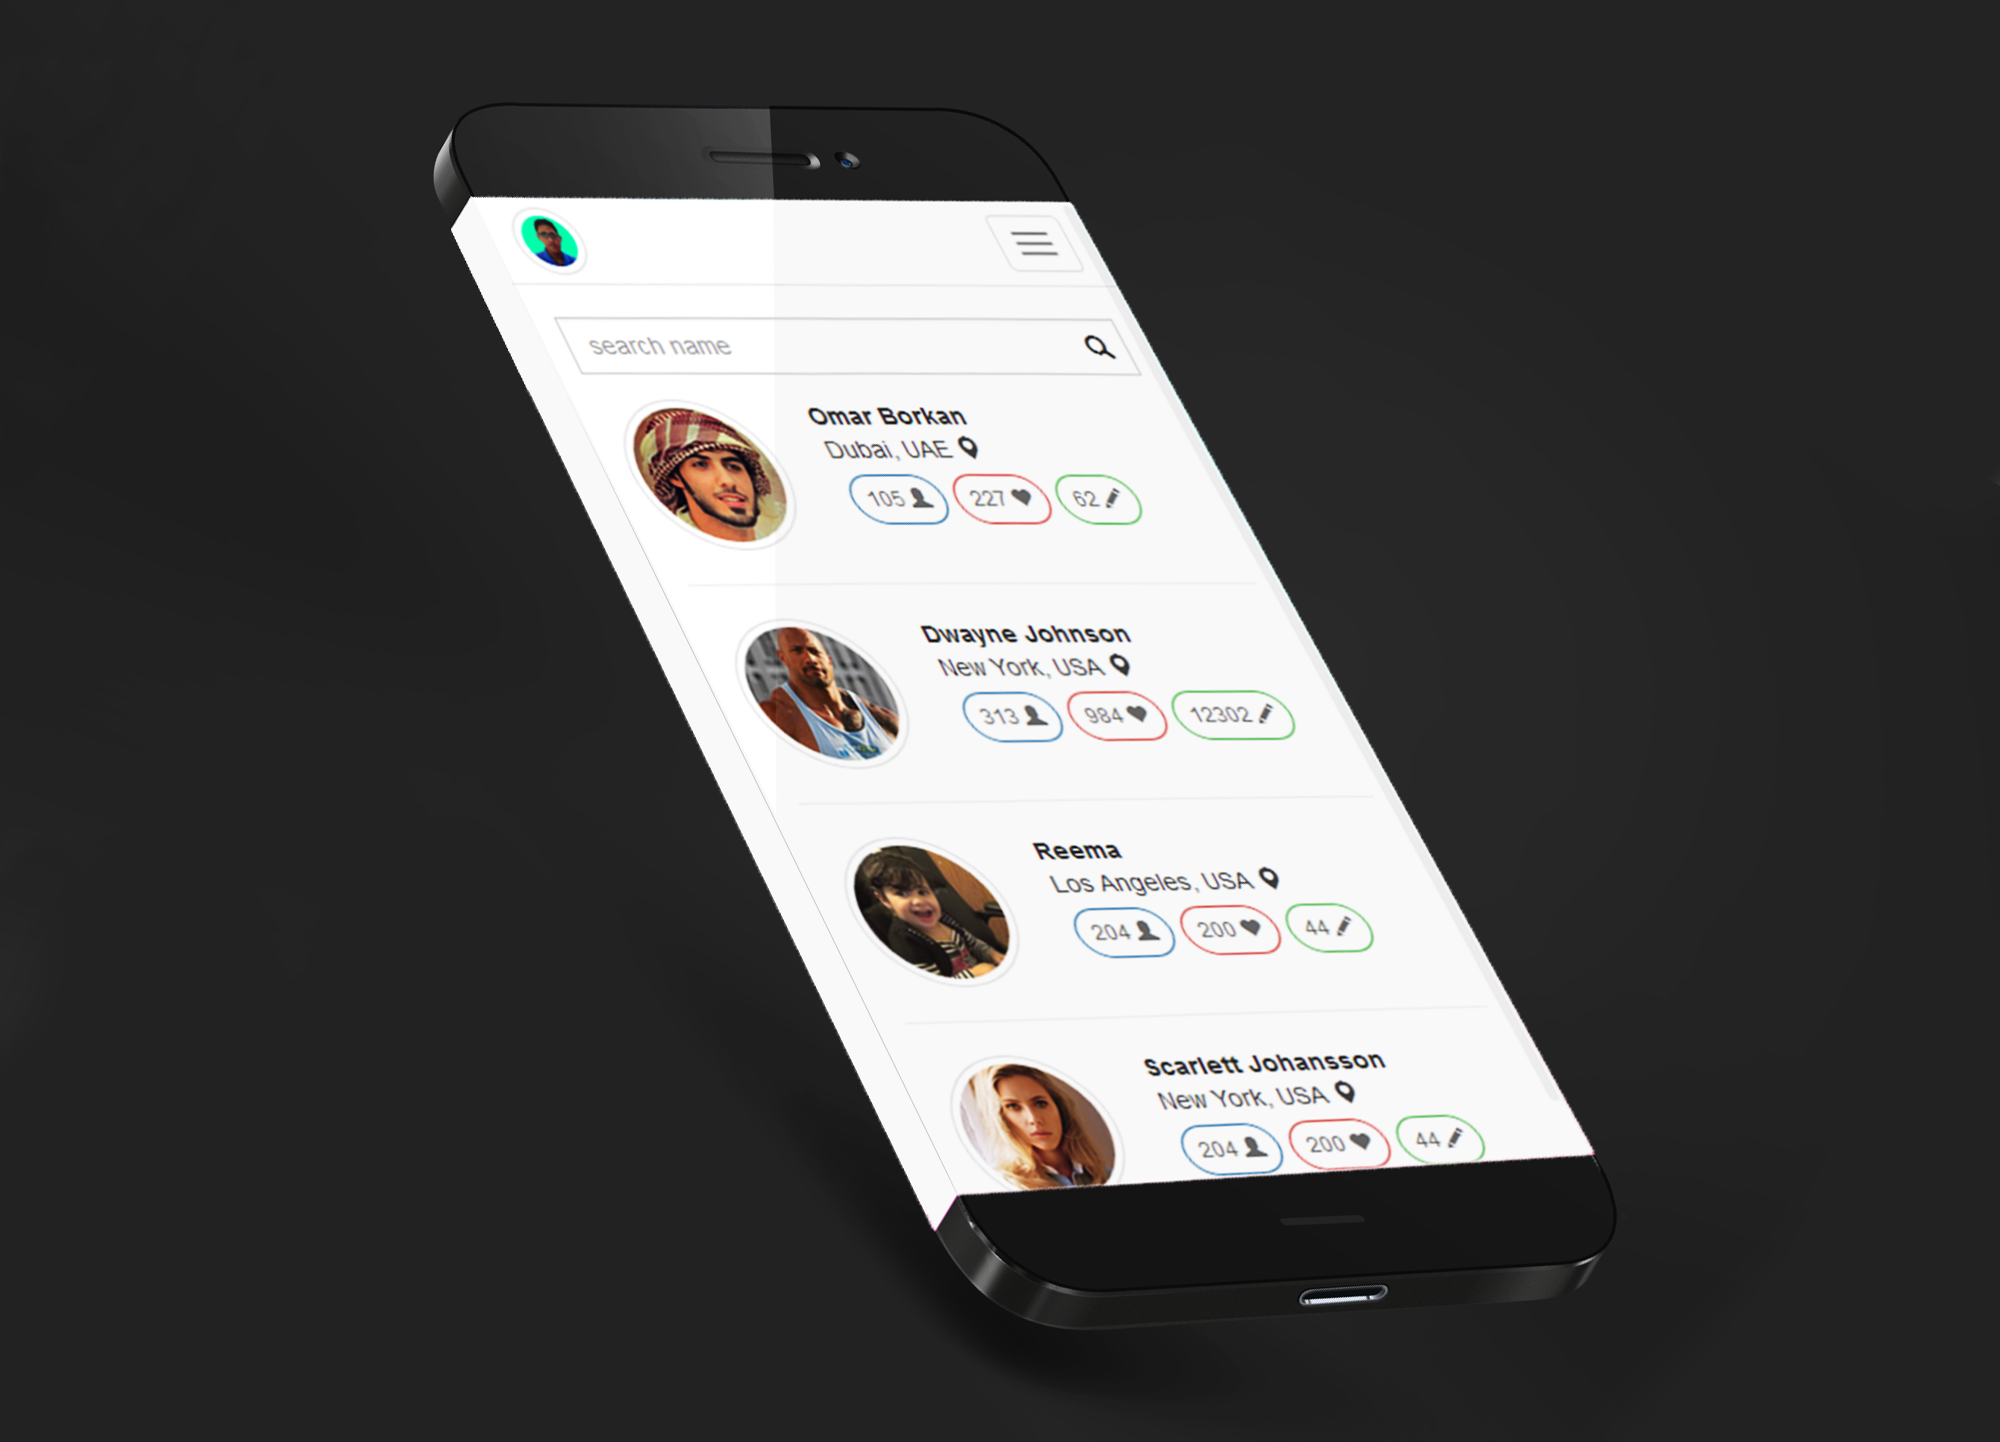 search name
Omar Borkan
Dubai, UAE
105 227 62
Dwayne Johnson
New York, USA
313 984 12302
Reema
Los Angeles, USA
204 200 44
Scarlett Johansson
New York, USA
204 200 44